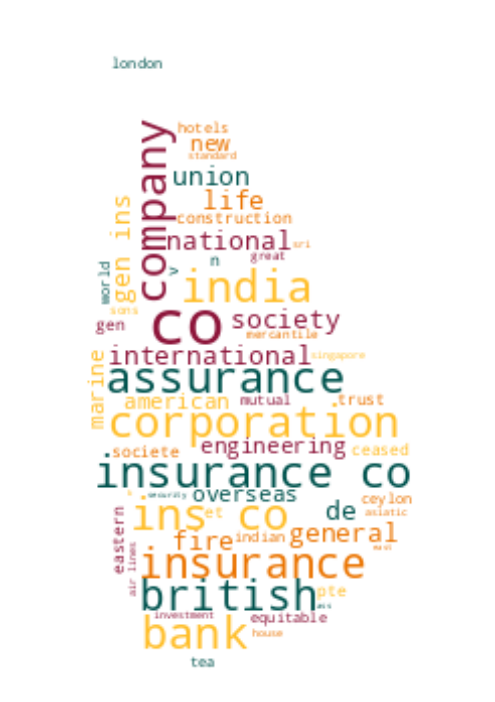 london
company
hotels
new
standard
union
life
construction
gen ins
national
sri
great
n
v
world
india
sons
gen
co
society
mercantile
international
singapore
marine
assurance
american
mutual
trust
corporation
engineering
ceased
societe
insurance co
security
overseas
ceylon
ins co
et
de
asiatic
eastern
fire
indian
general
east
air lines
insurance
british
pte
ass
investment
equitable
bank
house
tea